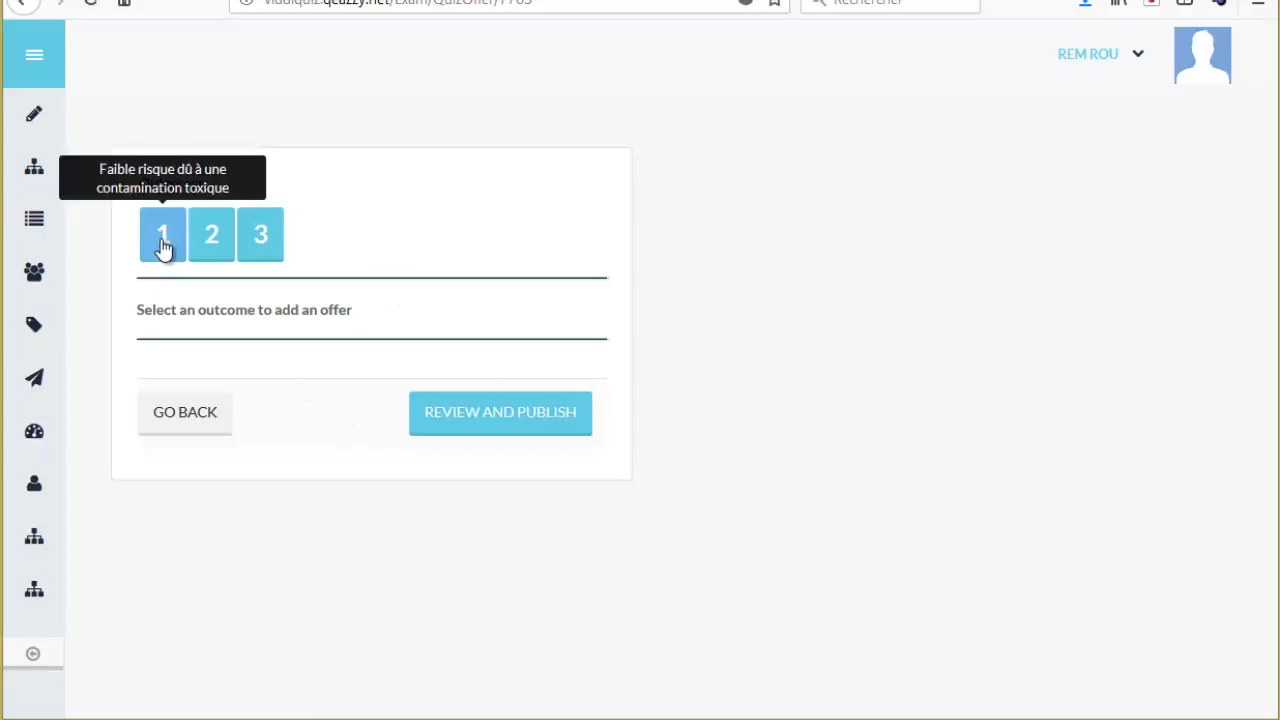 REM ROU
Faible risque dû à une
contamination toxique
1 2 3
Select an outcome to add an offer
GO BACK
REVIEW AND PUBLISH